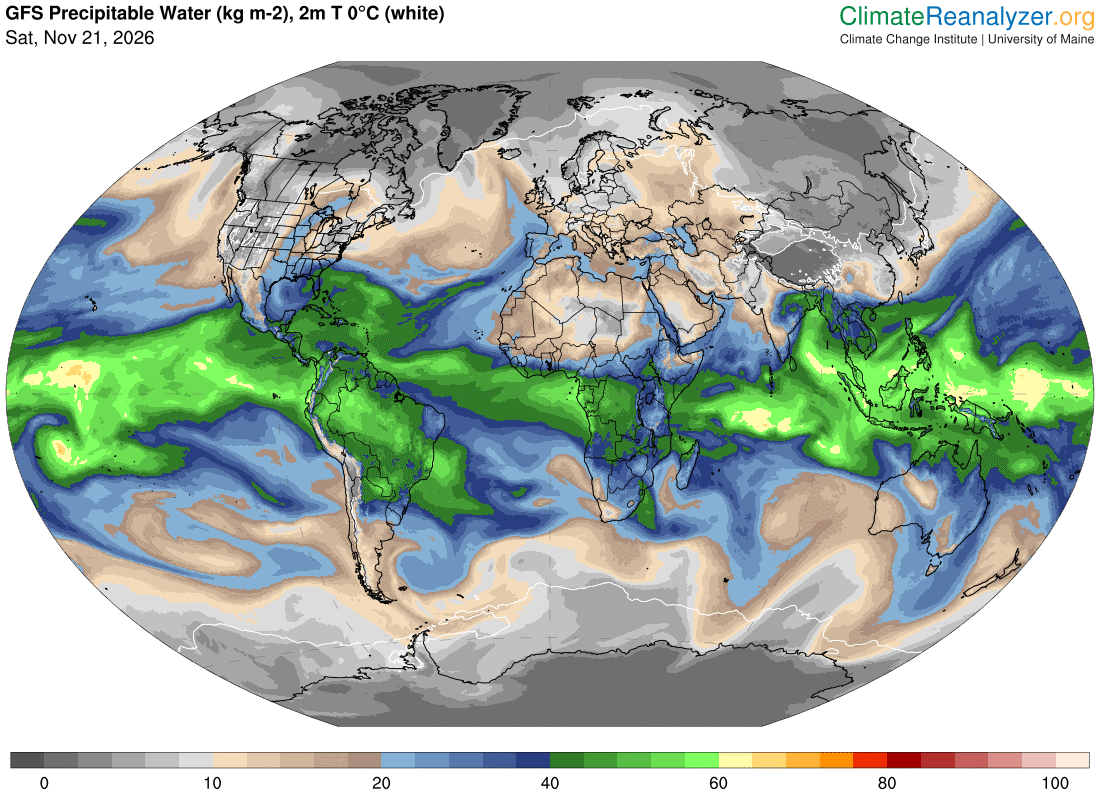 GFS Precipitable Water (kg m-2), 2m T 0°C (white)
Sat, Nov 21, 2026
ClimateReanalyzer.org
Climate Change Institute | University of Maine
0 10 20 40 60 80 100